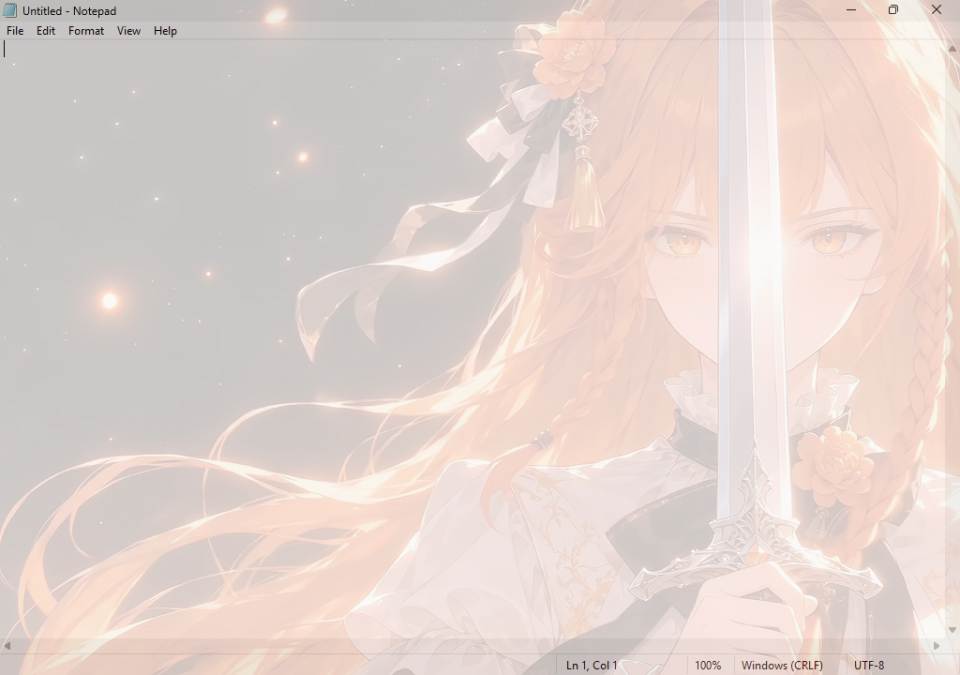 Untitled - Notepad
File Edit Format View Help
Ln 1, Col 1 100% Windows (CRLF) UTF-8